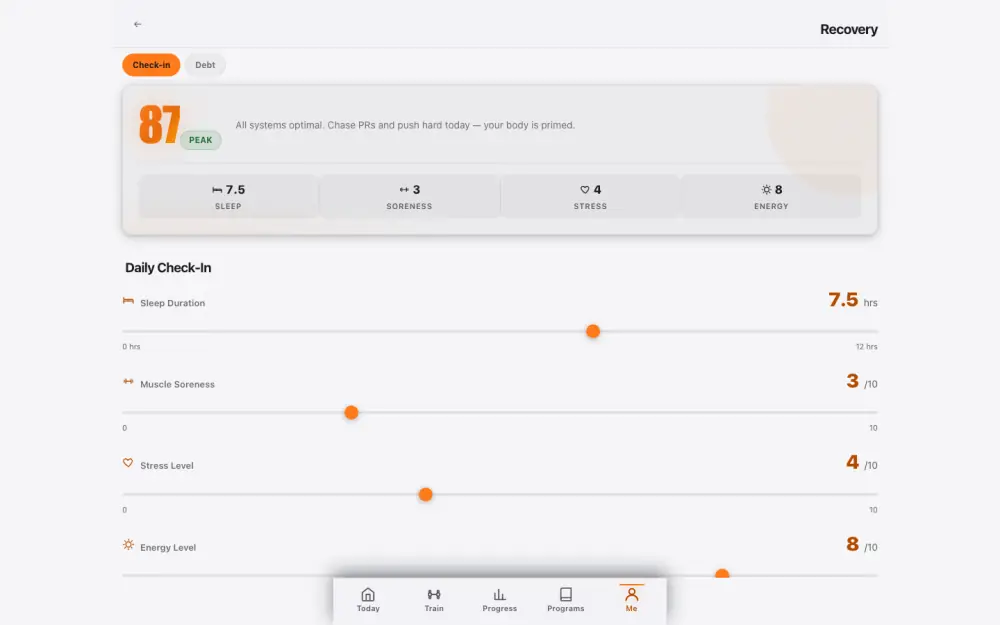 ←
Recovery
Check-in Debt
87 PEAK
All systems optimal. Chase PRs and push hard today — your body is primed.
7.5 3 4 8
SLEEP SORENESS STRESS ENERGY
Daily Check-In
Sleep Duration 7.5 hrs
0 hrs 12 hrs
Muscle Soreness 3 /10
0 10
Stress Level 4 /10
0 10
Energy Level 8 /10
Today Train Progress Programs Me